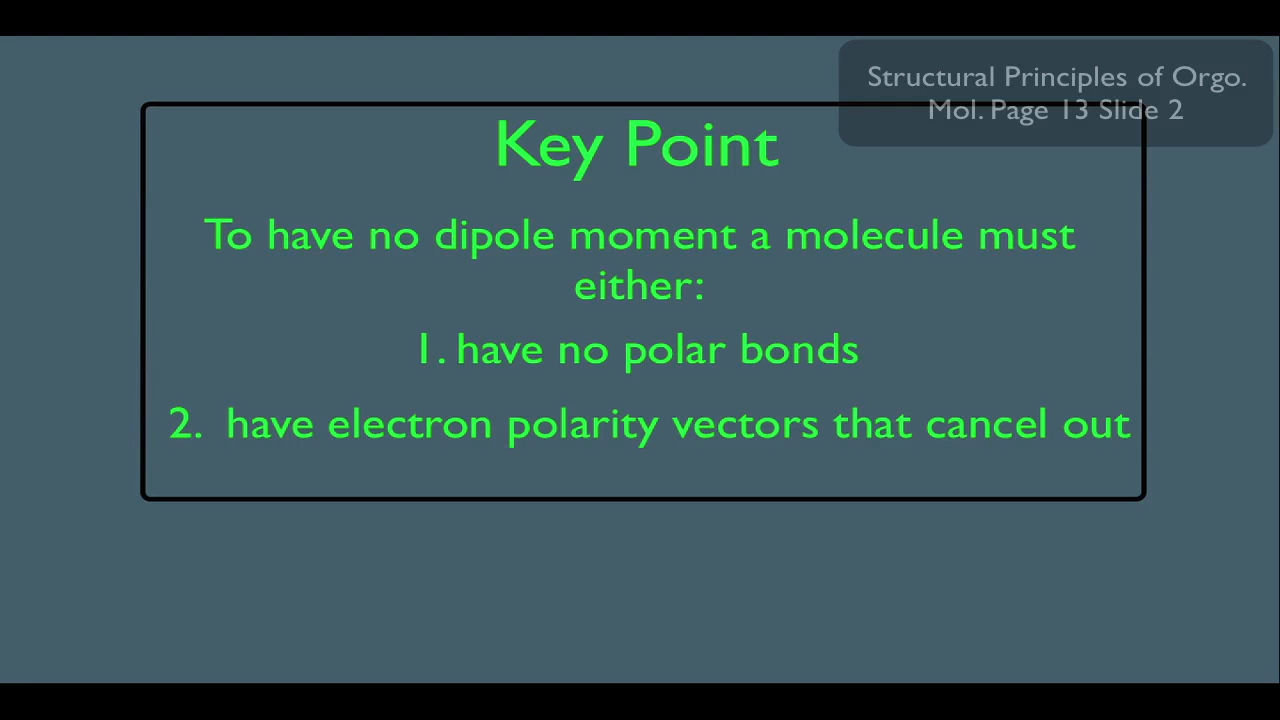 Structural Principles of Orgo.
Mol. Page 13 Slide 2
Key Point
To have no dipole moment a molecule must
either:
1. have no polar bonds
2. have electron polarity vectors that cancel out